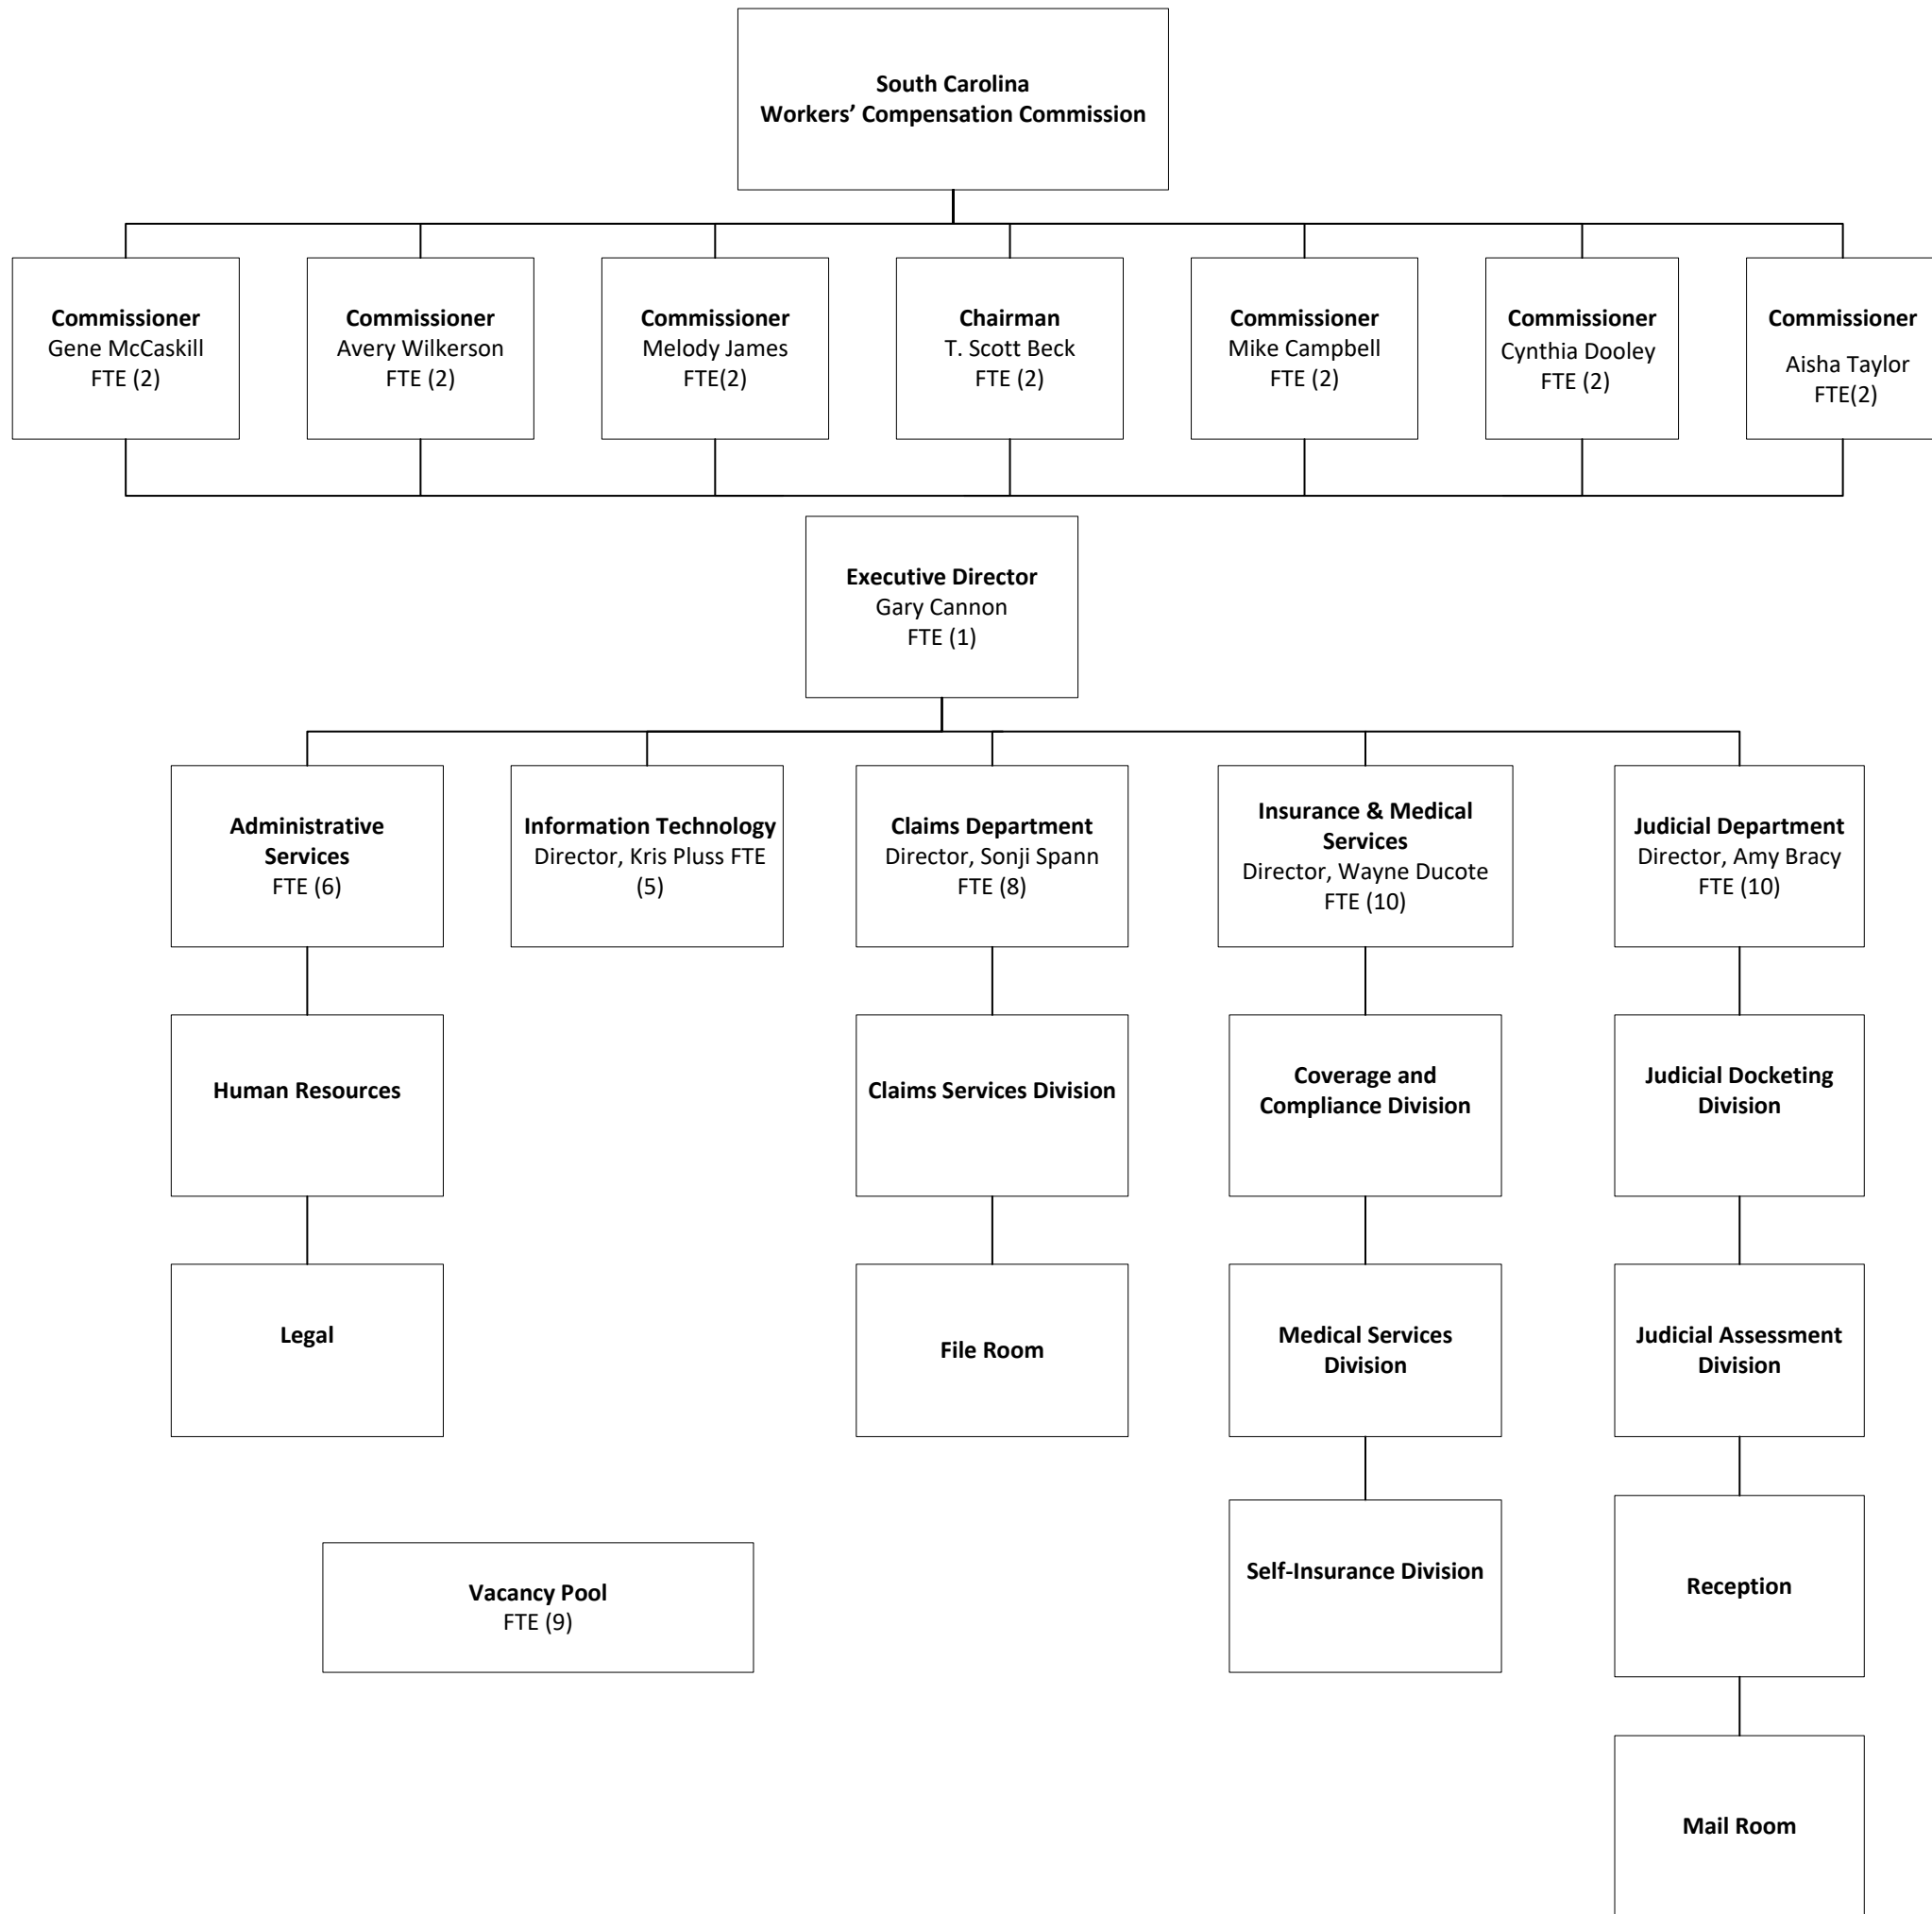 South Carolina
Workers’ Compensation Commission
Commissioner
Gene McCaskill
FTE (2)
Commissioner
Avery Wilkerson
FTE (2)
Commissioner
Melody James
FTE(2)
Chairman
T. Scott Beck
FTE (2)
Commissioner
Mike Campbell
FTE (2)
Commissioner
Cynthia Dooley
FTE (2)
Commissioner
Aisha Taylor
FTE(2)
Executive Director
Gary Cannon
FTE (1)
Administrative
Services
FTE (6)
Information Technology
Director, Kris Pluss FTE
(5)
Claims Department
Director, Sonji Spann
FTE (8)
Insurance & Medical
Services
Director, Wayne Ducote
FTE (10)
Judicial Department
Director, Amy Bracy
FTE (10)
Human Resources
Claims Services Division
Coverage and
Compliance Division
Judicial Docketing
Division
Legal
File Room
Medical Services
Division
Judicial Assessment
Division
Vacancy Pool
FTE (9)
Self-Insurance Division
Reception
Mail Room